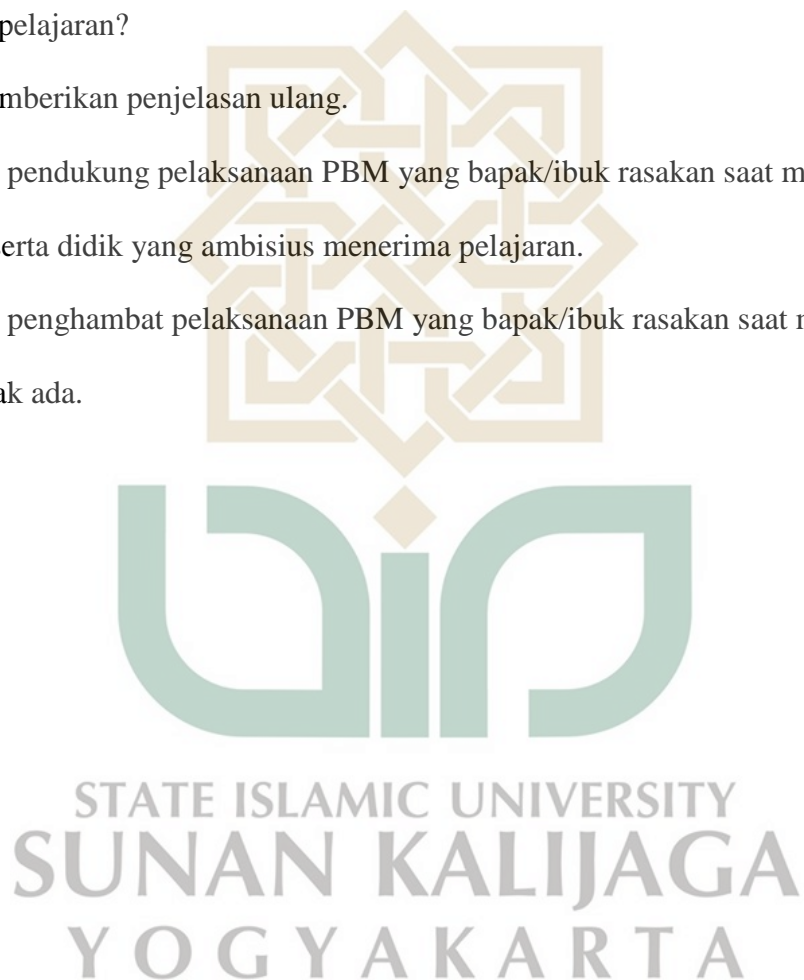 pelajaran?
mberikan penjelasan ulang.
pendukung pelaksanaan PBM yang bapak/ibuk rasakan saat m
erta didik yang ambisius menerima pelajaran.
penghambat pelaksanaan PBM yang bapak/ibuk rasakan saat
ak ada.
STATE ISLAMIC UNIVERSITY
SUNAN KALIJAGA
YOGYAKARTA